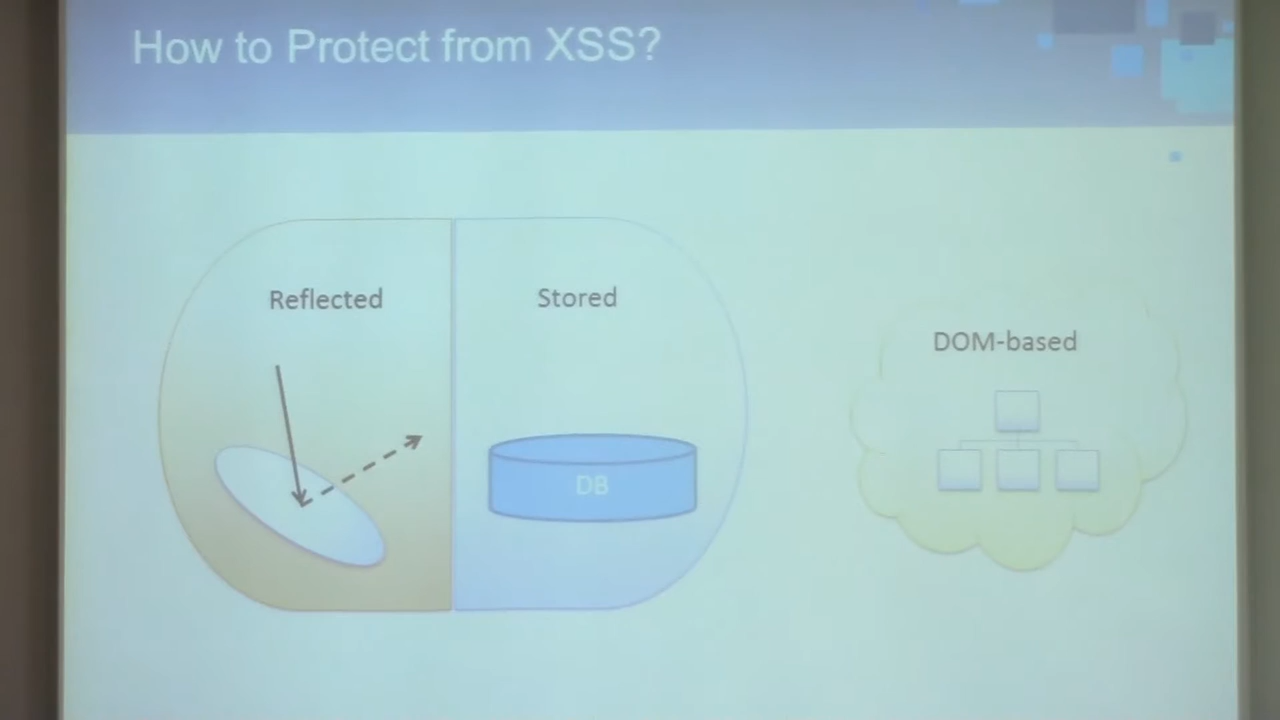 How to Protect from XSS?
Reflected
Stored
DOM-based
DB